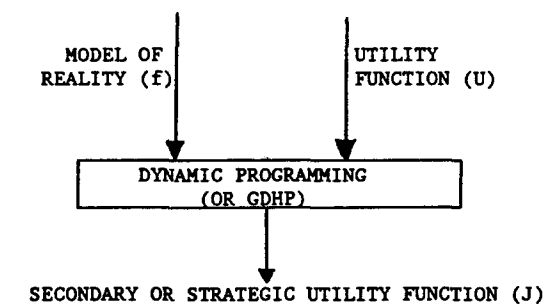 MODEL OF
REALITY (f)
UTILITY
FUNCTION (U)
DYNAMIC PROGRAMMING
(OR GDHP)
SECONDARY OR STRATEGIC UTILITY FUNCTION (J)